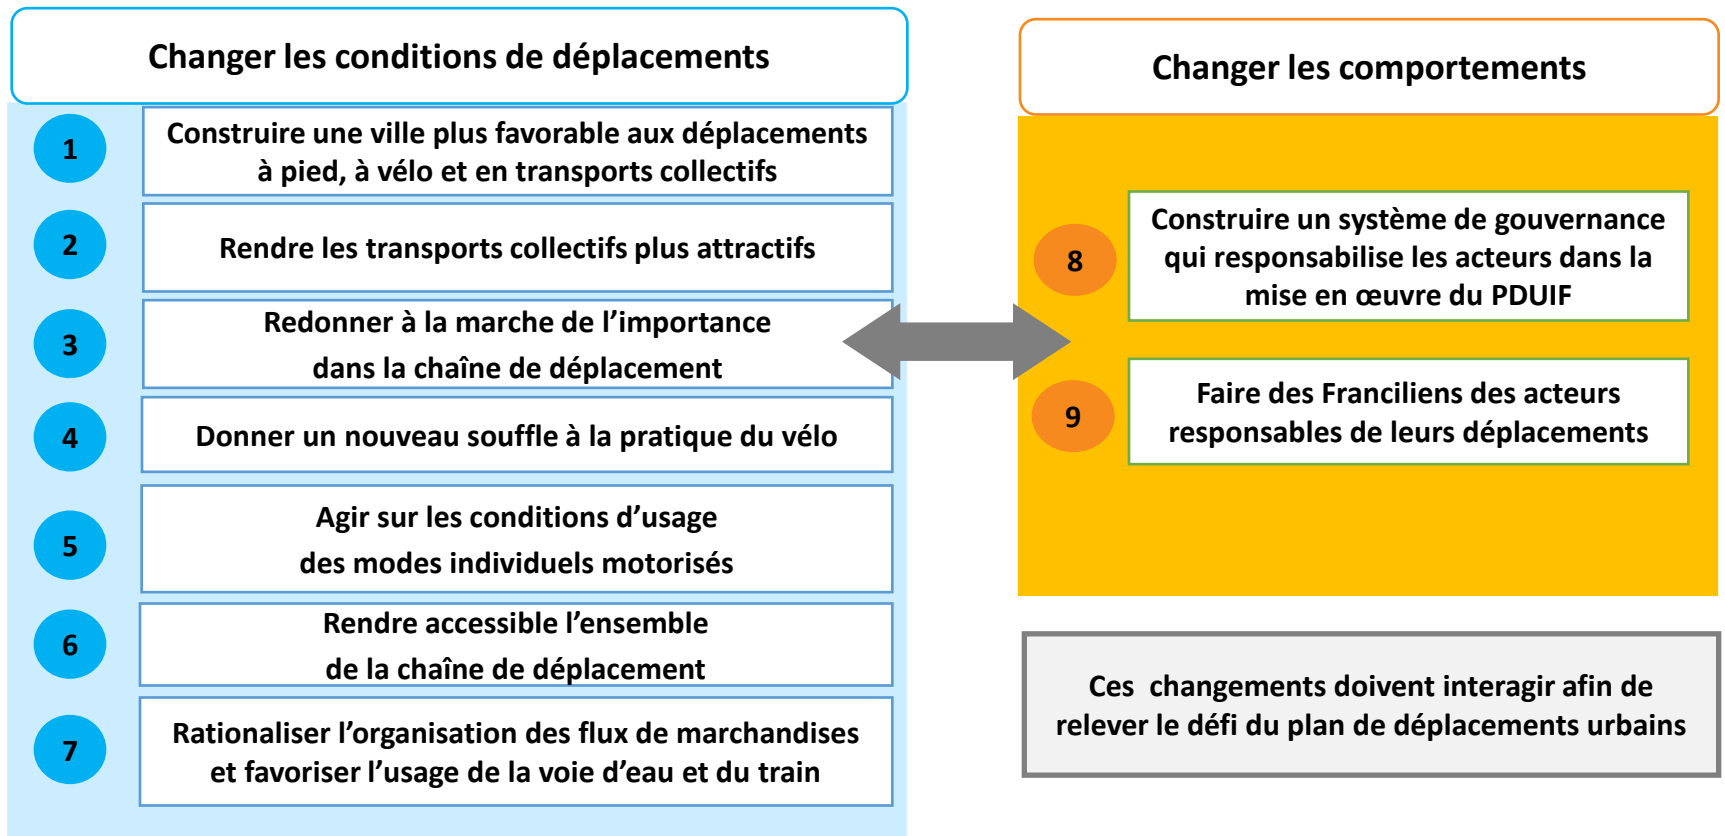 Changer les conditions de déplacements
1
Construire une ville plus favorable aux déplacements
à pied, à vélo et en transports collectifs
2
Rendre les transports collectifs plus attractifs
3
Redonner à la marche de l’importance
dans la chaîne de déplacement
4
Donner un nouveau souffle à la pratique du vélo
5
Agir sur les conditions d’usage
des modes individuels motorisés
6
Rendre accessible l’ensemble
de la chaîne de déplacement
7
Rationaliser l’organisation des flux de marchandises
et favoriser l’usage de la voie d’eau et du train
Changer les comportements
8
Construire un système de gouvernance
qui responsabilise les acteurs dans la
mise en œuvre du PDUIF
9
Faire des Franciliens des acteurs
responsables de leurs déplacements
Ces changements doivent interagir afin de
relever le défi du plan de déplacements urbains